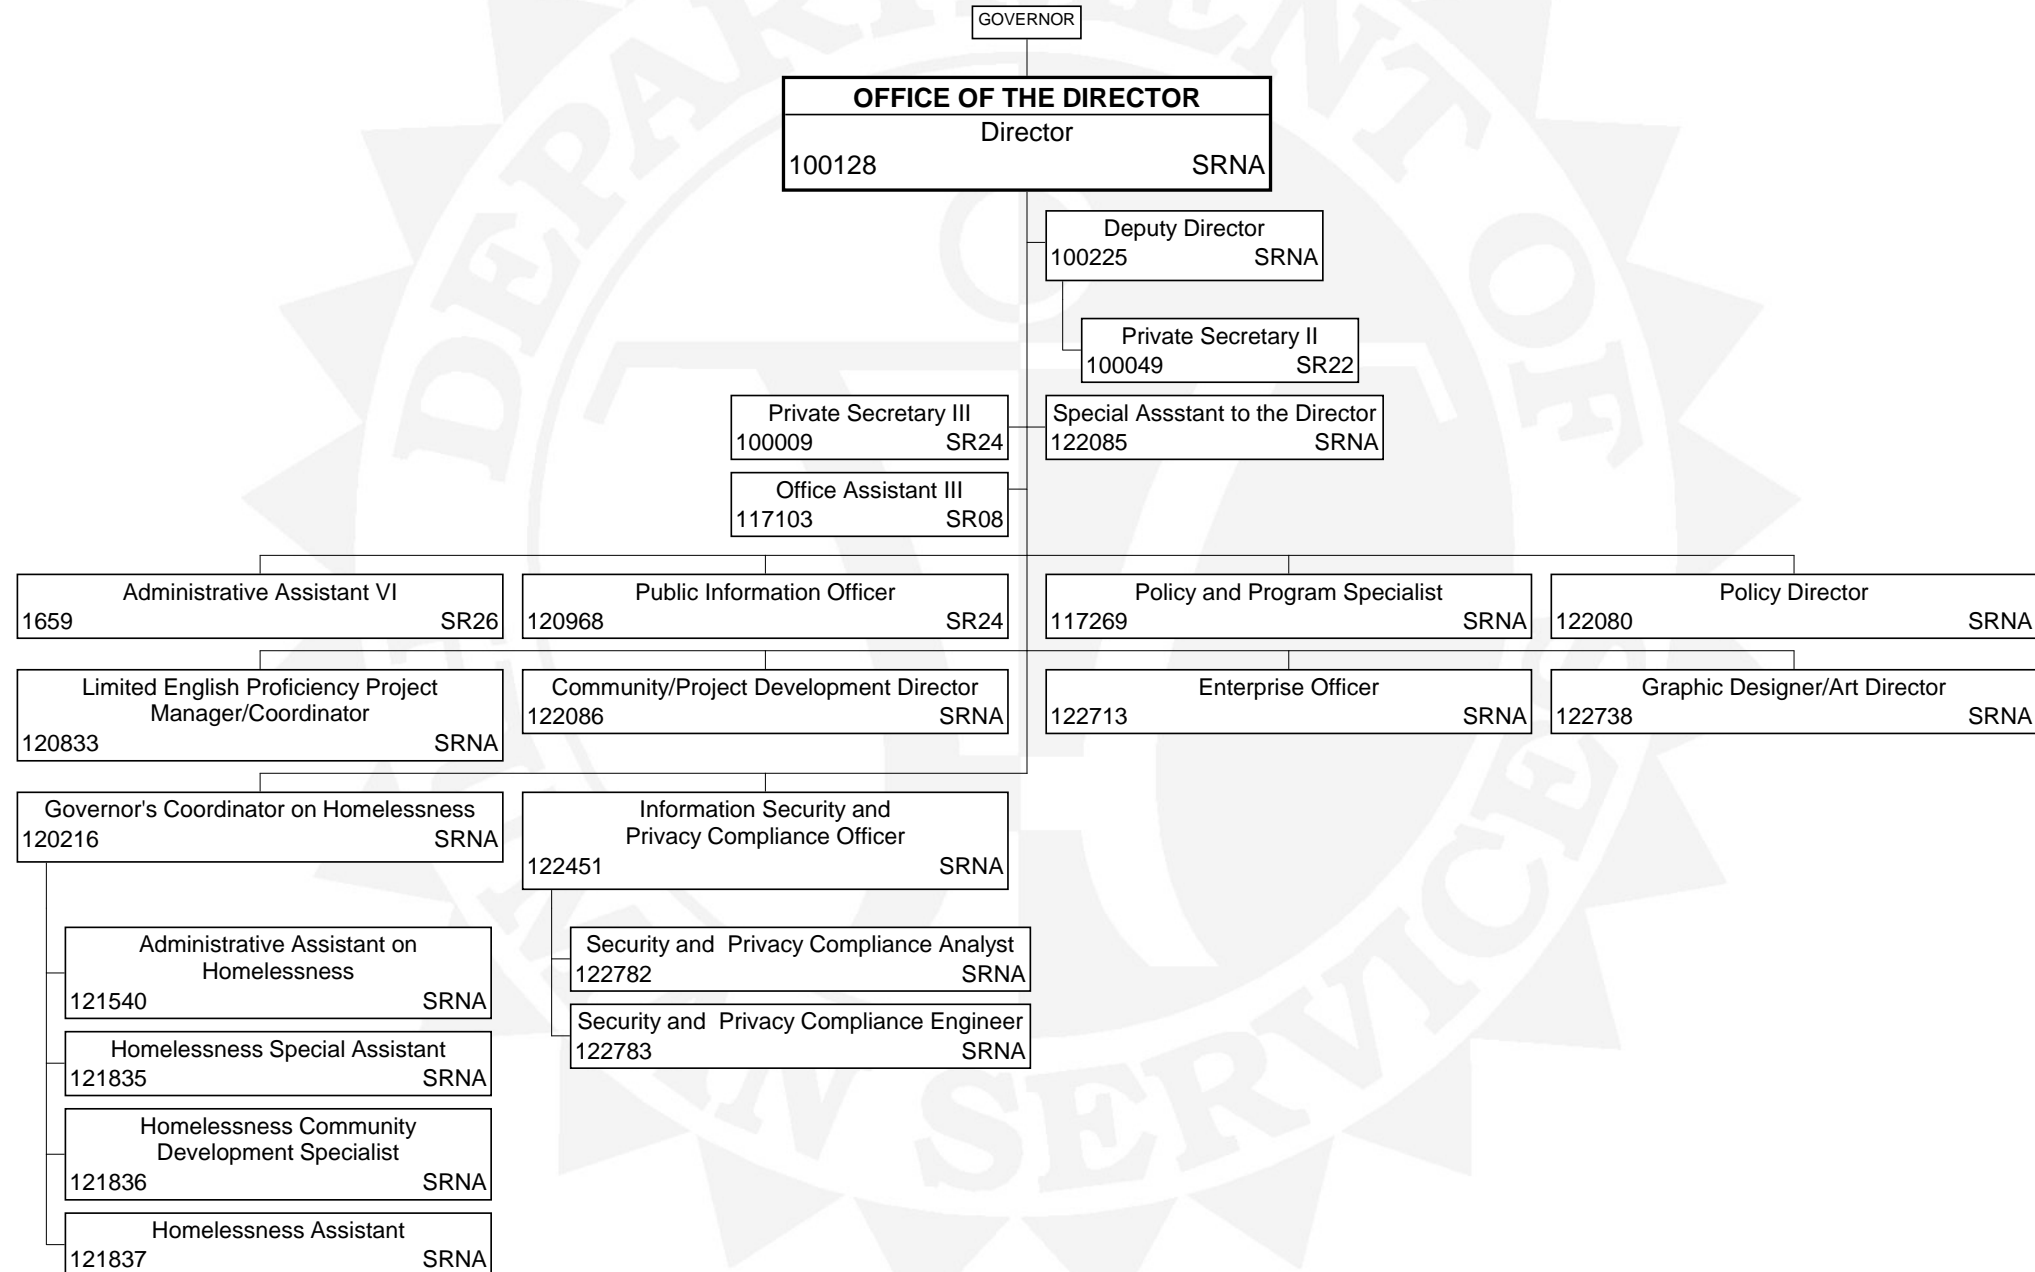 GOVERNOR
OFFICE OF THE DIRECTOR
Director
100128 SRNA
Deputy Director
100225 SRNA
Private Secretary II
100049 SR22
Private Secretary III
100009 SR24
Special Assstant to the Director
122085 SRNA
Office Assistant III
117103 SR08
Administrative Assistant VI
1659 SR26
Public Information Officer
120968 SR24
Policy and Program Specialist
117269 SRNA
Policy Director
122080 SRNA
Limited English Proficiency Project
Manager/Coordinator
120833 SRNA
Community/Project Development Director
122086 SRNA
Enterprise Officer
122713 SRNA
Graphic Designer/Art Director
122738 SRNA
Governor's Coordinator on Homelessness
120216 SRNA
Information Security and
Privacy Compliance Officer
122451 SRNA
Administrative Assistant on
Homelessness
121540 SRNA
Homelessness Special Assistant
121835 SRNA
Homelessness Community
Development Specialist
121836 SRNA
Homelessness Assistant
121837 SRNA
Security and Privacy Compliance Analyst
122782 SRNA
Security and Privacy Compliance Engineer
122783 SRNA
DEPARTMENT OF
SERVICES